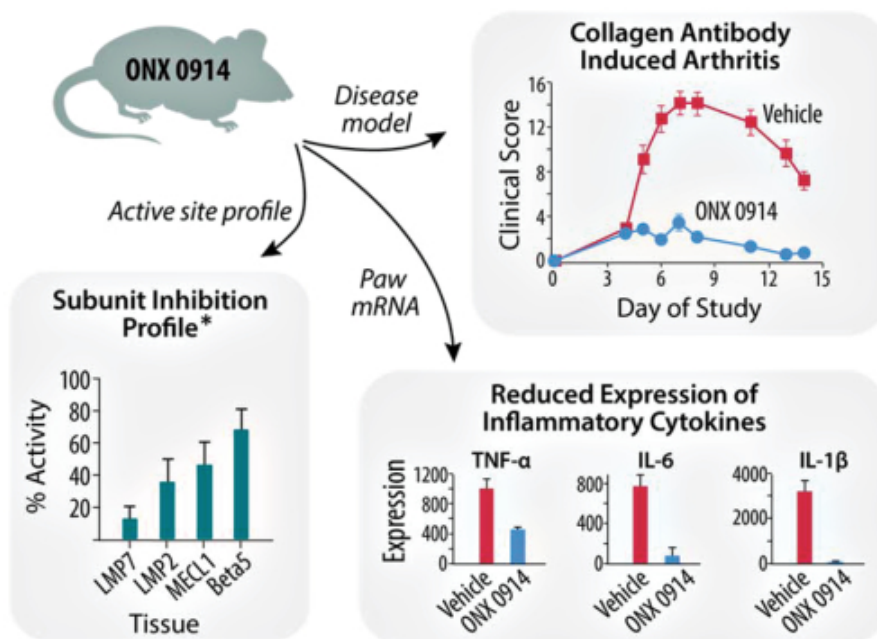 ONX 0914
Disease
model
Active site profile
Paw
mRNA
Collagen Antibody
Induced Arthritis
Clinical Score
16
12
8
4
0
Vehicle
ONX 0914
0
3
6
9
12
15
Day of Study
Subunit Inhibition
Profile*
% Activity
100
80
60
40
20
LMP7
LMP2
MECL1
Beta5
Tissue
Reduced Expression of
Inflammatory Cytokines
Expression
TNF-α
1200
800
400
0
Vehicle
ONX 0914
IL-6
800
400
0
Vehicle
ONX 0914
IL-1β
4000
2000
0
Vehicle
ONX 0914